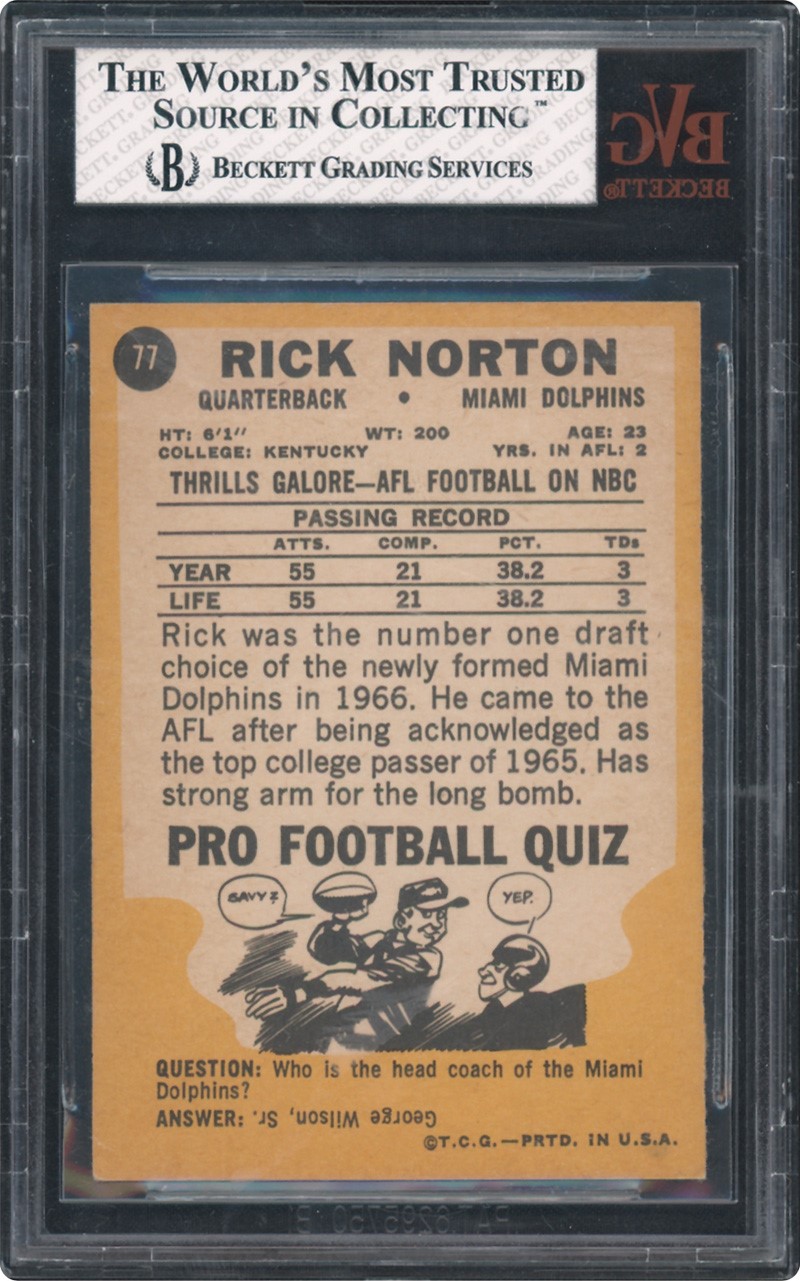 THE WORLD'S MOST TRUSTED
SOURCE IN COLLECTING™
B BECKETT GRADING SERVICES
BVG
BECKETT®
77 RICK NORTON
QUARTERBACK • MIAMI DOLPHINS
HT: 6'1" WT: 200 AGE: 23
COLLEGE: KENTUCKY YRS. IN AFL: 2
THRILLS GALORE—AFL FOOTBALL ON NBC
PASSING RECORD
ATTS. COMP. PCT. TDs
YEAR 55 21 38.2 3
LIFE 55 21 38.2 3
Rick was the number one draft
choice of the newly formed Miami
Dolphins in 1966. He came to the
AFL after being acknowledged as
the top college passer of 1965. Has
strong arm for the long bomb.
PRO FOOTBALL QUIZ
SAVY?
YEP.
QUESTION: Who is the head coach of the Miami
Dolphins?
ANSWER: George Wilson, Sr.
©T.C.G.—PRTD. IN U.S.A.